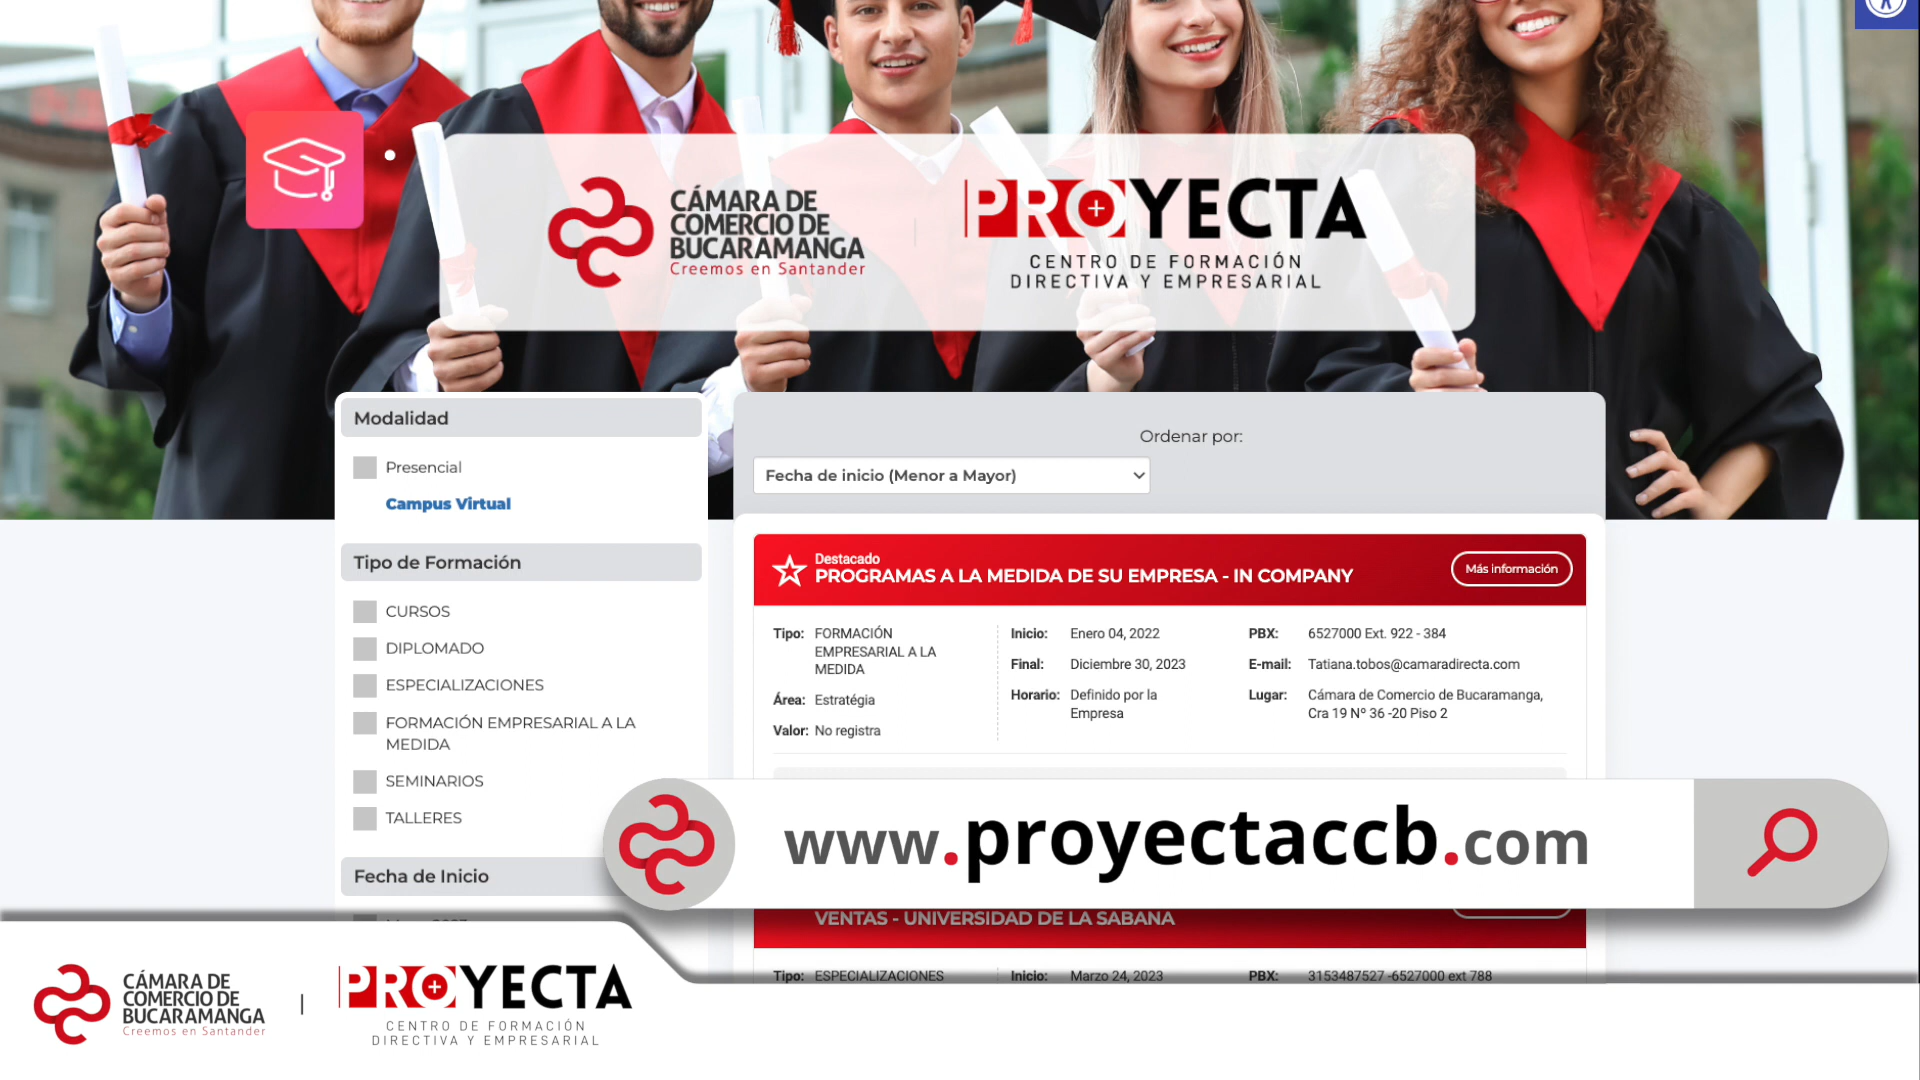 CÁMARA DE
COMERCIO DE
BUCARAMANGA
Creemos en Santander
PROYECTA
CENTRO DE FORMACIÓN
DIRECTIVA Y EMPRESARIAL
Modalidad
Presencial
Campus Virtual
Tipo de Formación
CURSOS
DIPLOMADO
ESPECIALIZACIONES
FORMACIÓN EMPRESARIAL A LA
MEDIDA
SEMINARIOS
TALLERES
Fecha de Inicio
Ordenar por:
Fecha de inicio (Menor a Mayor)
Destacado
PROGRAMAS A LA MEDIDA DE SU EMPRESA - IN COMPANY
Más información
Tipo: FORMACIÓN
EMPRESARIAL A LA
MEDIDA
Área: Estratégia
Valor: No registra
Inicio: Enero 04, 2022
Final: Diciembre 30, 2023
Horario: Definido por la
Empresa
PBX: 6527000 Ext. 922 - 384
E-mail: Tatiana.tobos@camaradirecta.com
Lugar: Cámara de Comercio de Bucaramanga,
Cra 19 Nº 36 -20 Piso 2
www.proyectaccb.com
VENTAS - UNIVERSIDAD DE LA SABANA
Tipo: ESPECIALIZACIONES
Inicio: Marzo 24, 2023
PBX: 3153487527 -6527000 ext 788
CÁMARA DE
COMERCIO DE
BUCARAMANGA
Creemos en Santander
PROYECTA
CENTRO DE FORMACIÓN
DIRECTIVA Y EMPRESARIAL